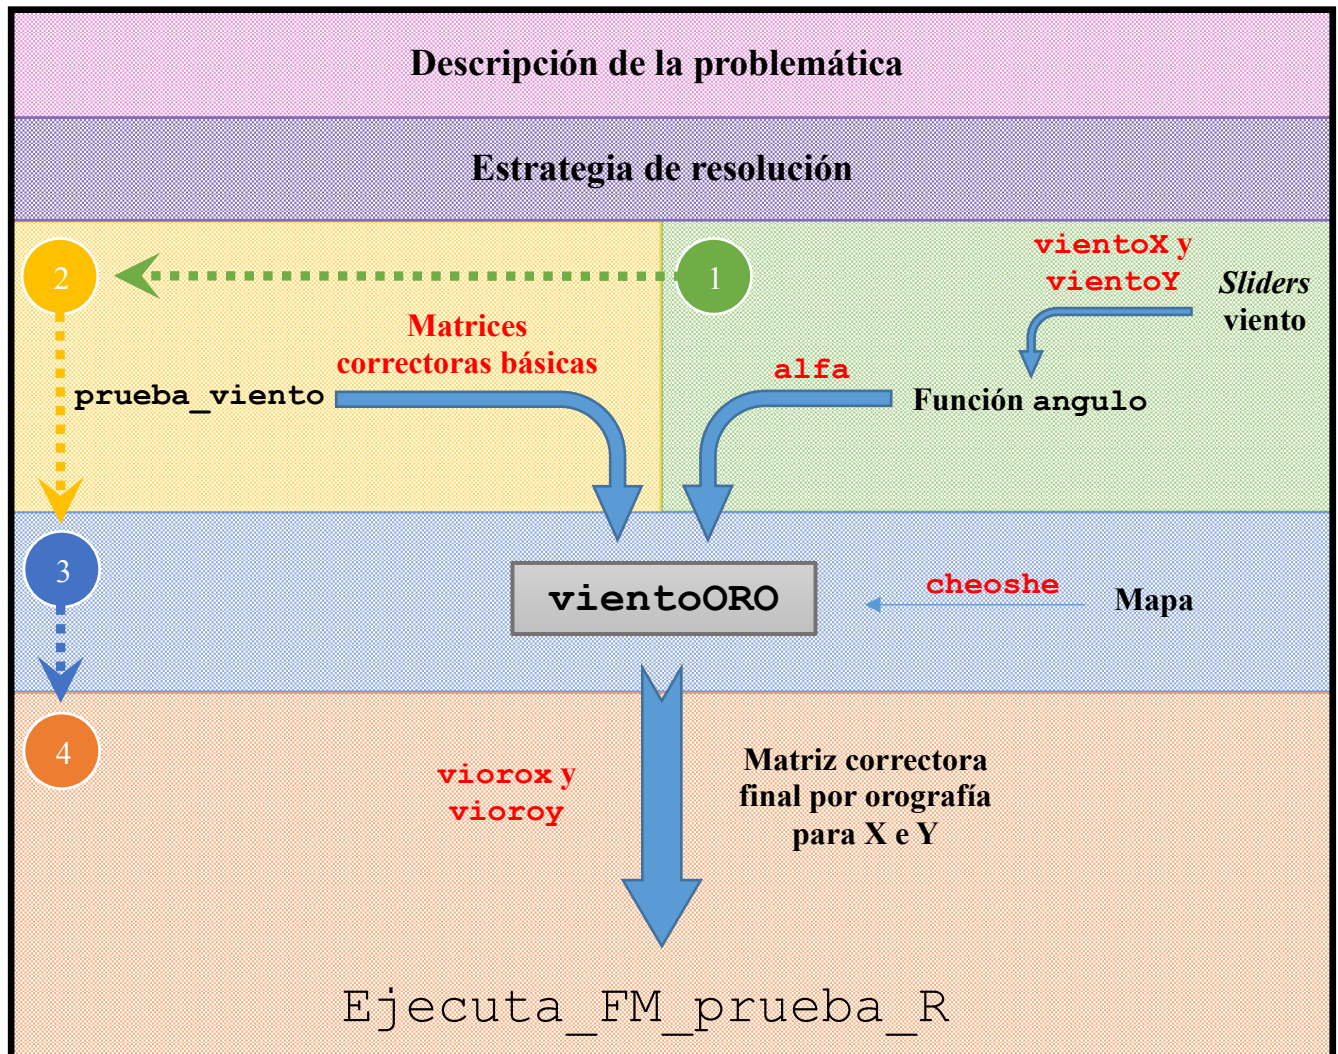 Descripción de la problemática
Estrategia de resolución
2
1
vientoX y
vientoY
Sliders
viento
Matrices
correctoras básicas
prueba_viento
alfa
Función angulo
3
vientoORO
cheoshe
Mapa
4
viorox y
vioroy
Matriz correctora
final por orografía
para X e Y
Ejecuta_FM_prueba_R